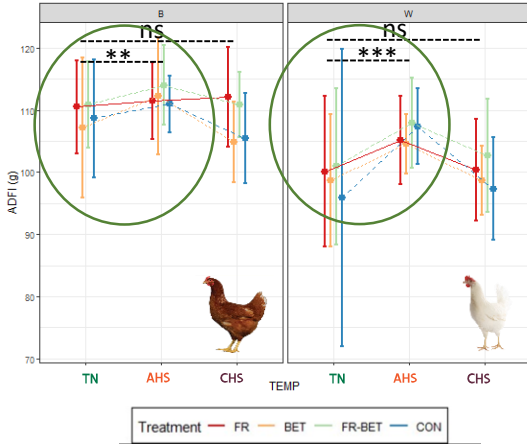 B W
ns ns
** ***
ADFI (g)
120
110
100
90
80
70
TN AHS CHS TN AHS CHS
TEMP
Treatment FR BET FR-BET CON